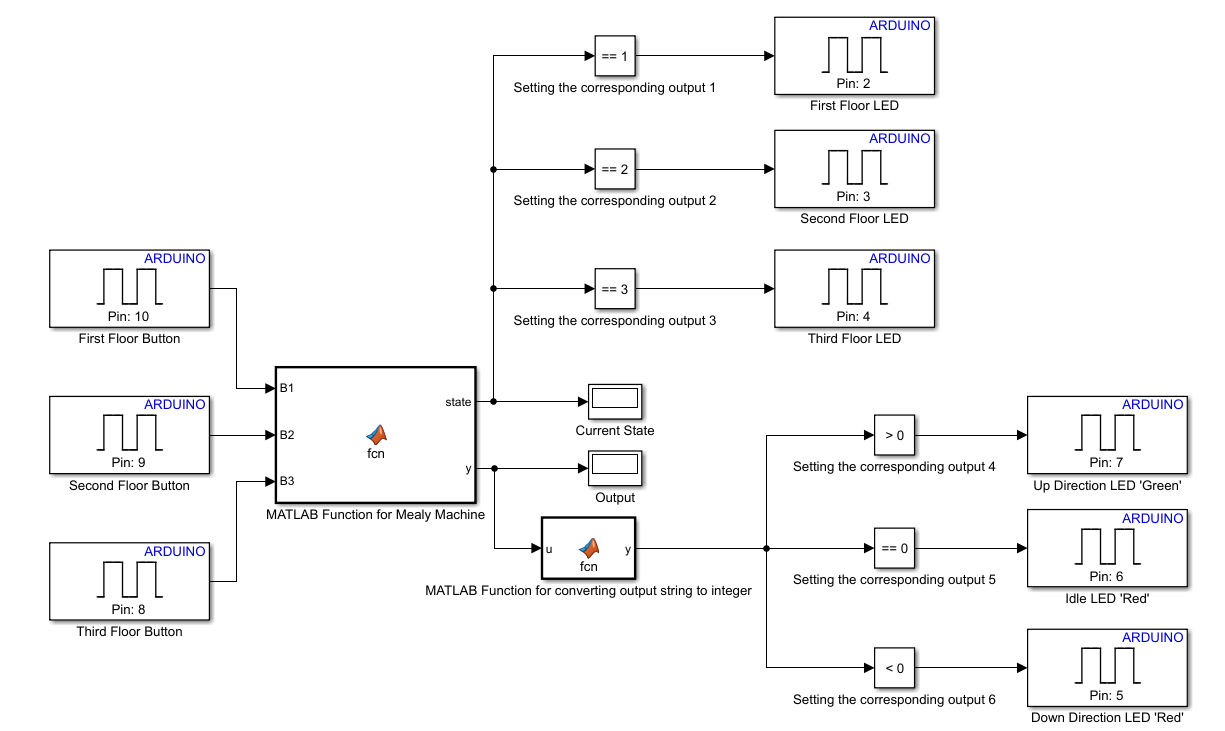 ARDUINO
Pin: 2
First Floor LED
== 1
Setting the corresponding output 1
ARDUINO
Pin: 3
Second Floor LED
== 2
Setting the corresponding output 2
ARDUINO
Pin: 4
Third Floor LED
== 3
Setting the corresponding output 3
ARDUINO
Pin: 10
First Floor Button
ARDUINO
Pin: 9
Second Floor Button
ARDUINO
Pin: 8
Third Floor Button
B1
B2
B3
state
y
fcn
MATLAB Function for Mealy Machine
Current State
Output
u
y
fcn
MATLAB Function for converting output string to integer
> 0
Setting the corresponding output 4
ARDUINO
Pin: 7
Up Direction LED 'Green'
== 0
Setting the corresponding output 5
ARDUINO
Pin: 6
Idle LED 'Red'
< 0
Setting the corresponding output 6
ARDUINO
Pin: 5
Down Direction LED 'Red'